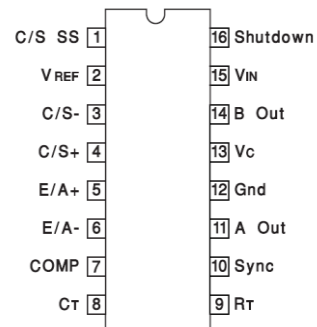 C/S SS 1 16 Shutdown
VREF 2 15 VIN
C/S- 3 14 B Out
C/S+ 4 13 Vc
E/A+ 5 12 Gnd
E/A- 6 11 A Out
COMP 7 10 Sync
CT 8 9 RT